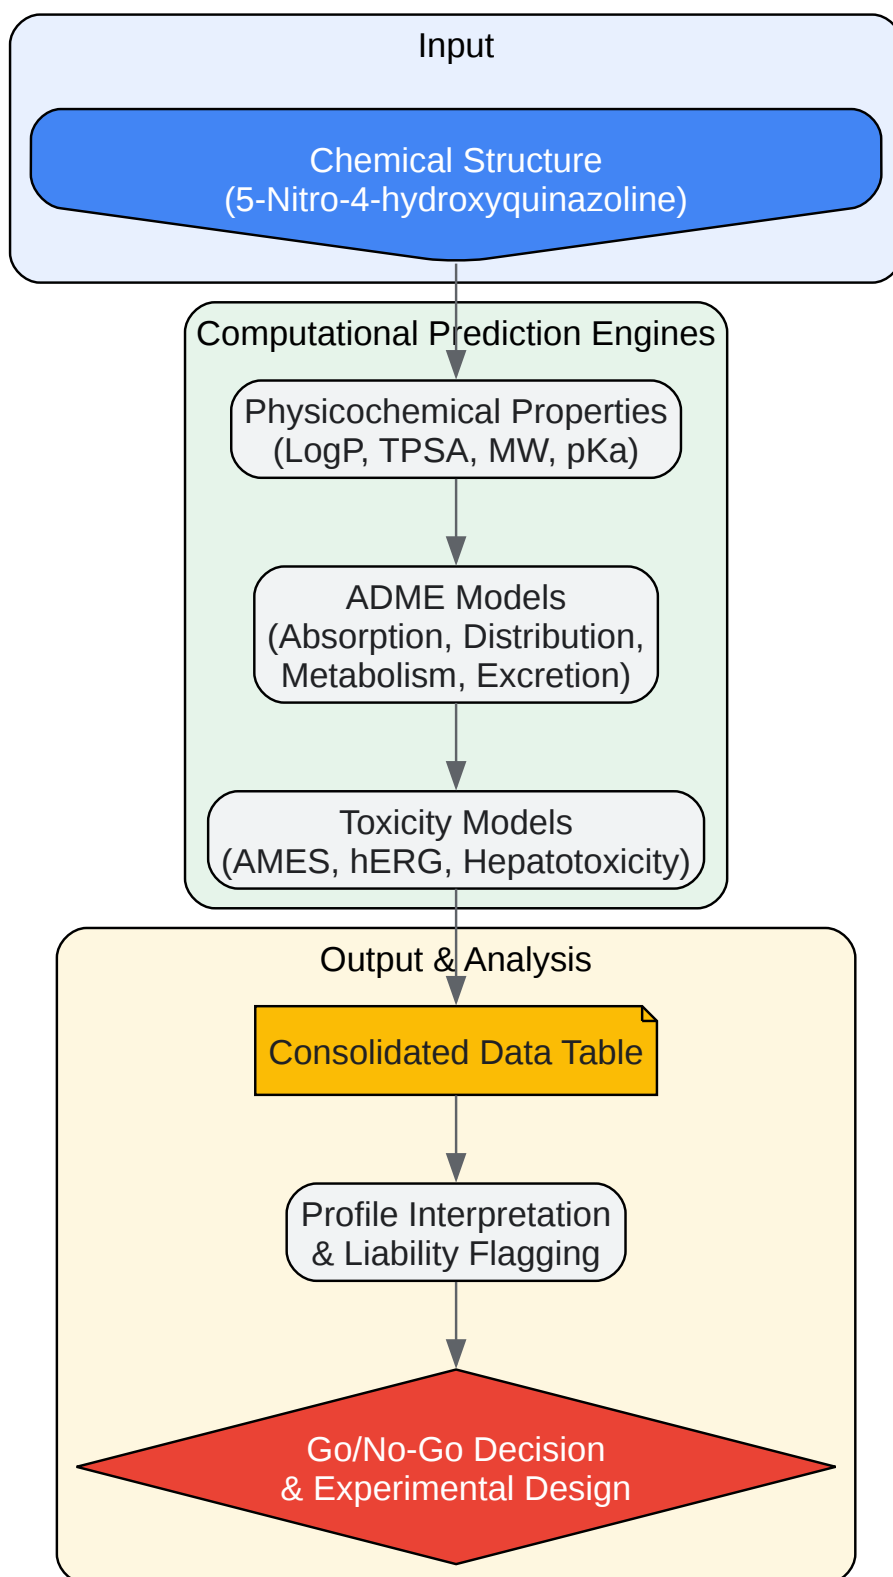 Input
Chemical Structure
(5-Nitro-4-hydroxyquinazoline)
Computational Prediction Engines
Physicochemical Properties
(LogP, TPSA, MW, pKa)
ADME Models
(Absorption, Distribution,
Metabolism, Excretion)
Toxicity Models
(AMES, hERG, Hepatotoxicity)
Output & Analysis
Consolidated Data Table
Profile Interpretation
& Liability Flagging
Go/No-Go Decision
& Experimental Design